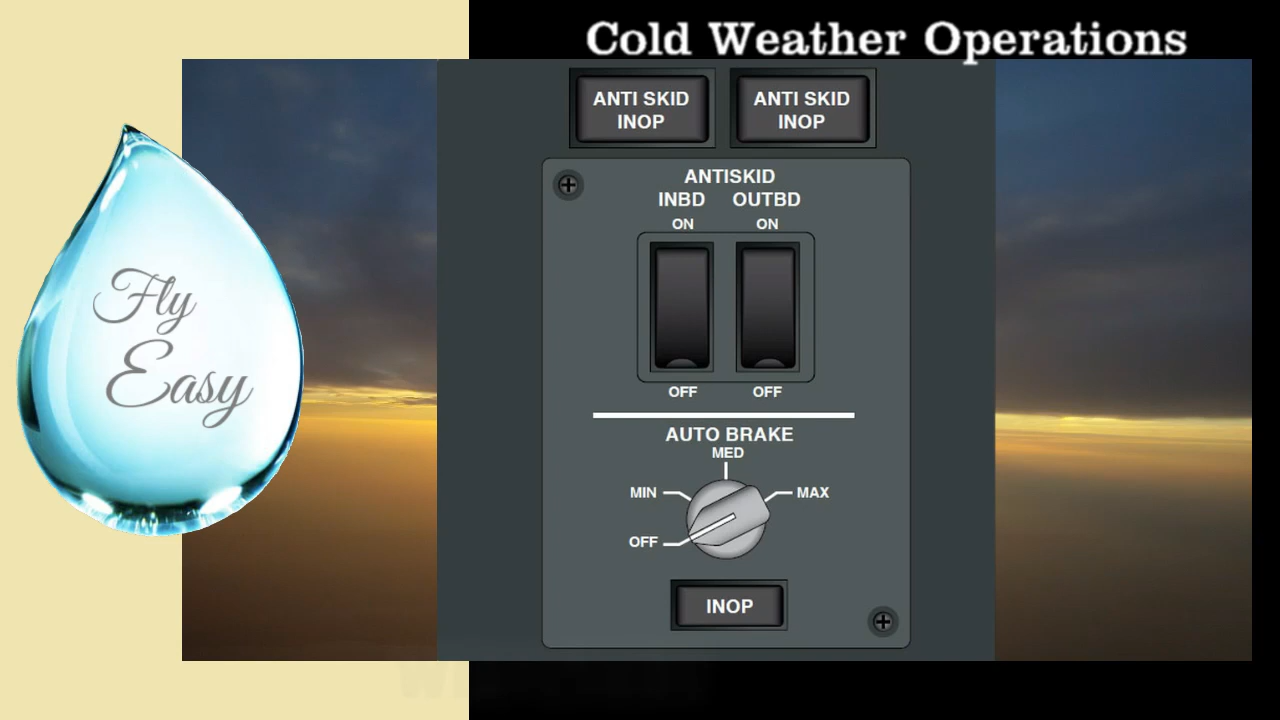 Cold Weather Operations
ANTI SKID
INOP
ANTI SKID
INOP
Fly
Easy
ANTISKID
INBD OUTBD
ON ON
OFF OFF
AUTO BRAKE
MED
MIN MAX
OFF
INOP